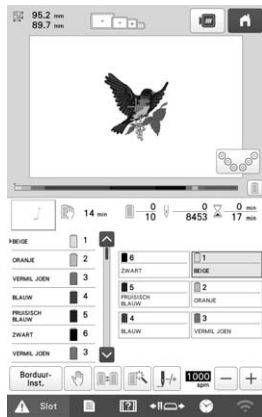 95.2 mm
89.7 mm
14 min
0
10
0
8453
0 min
17 min
BEIGE 1
ORANJE 2
VERMIL JOEN 3
BLAUW 4
PRUISISCH
BLAUW 5
ZWART 6
VERMIL JOEN 3
6
ZWART
1
BEIGE
5
PRUISISCH
BLAUW
2
ORANJE
4
BLAUW
3
VERMIL JOEN
Borduur-
Inst.
1000
spm
- +
Slot
?